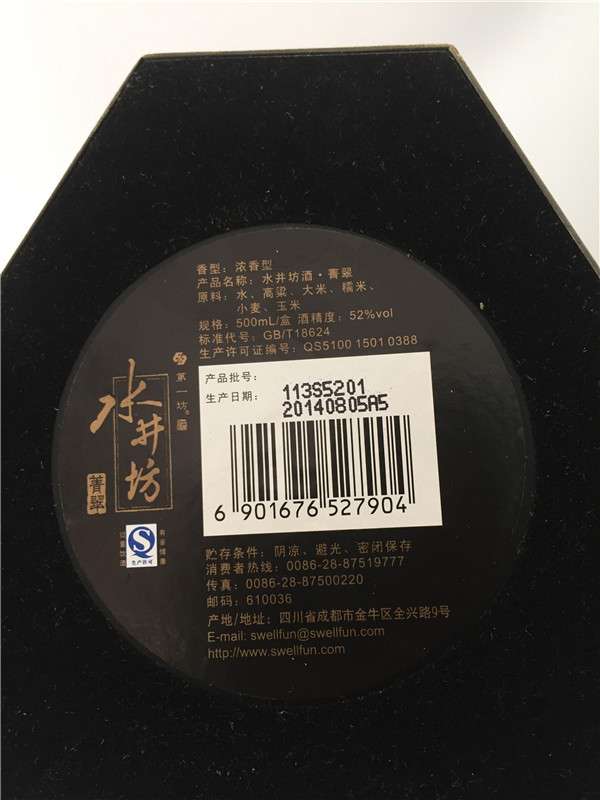 香型：浓香型
产品名称：水井坊酒·菁翠
原料：水、高粱、大米、糯米、
小麦、玉米
规格：500mL/盒 酒精度：52%vol
标准代号：GB/T18624
生产许可证编号：QS5100 1501 0388
第一坊®
水井坊
菁翠
产品批号：
生产日期：
113S5201
20140805A5
6 901676 527904
QS
生产许可
贮存条件：阴凉、避光、密闭保存
消费者热线：0086-28-87519777
传真：0086-28-87500220
邮码：610036
产地/地址：四川省成都市金牛区全兴路9号
E-mail: swellfun@swellfun.com
http://www.swellfun.com